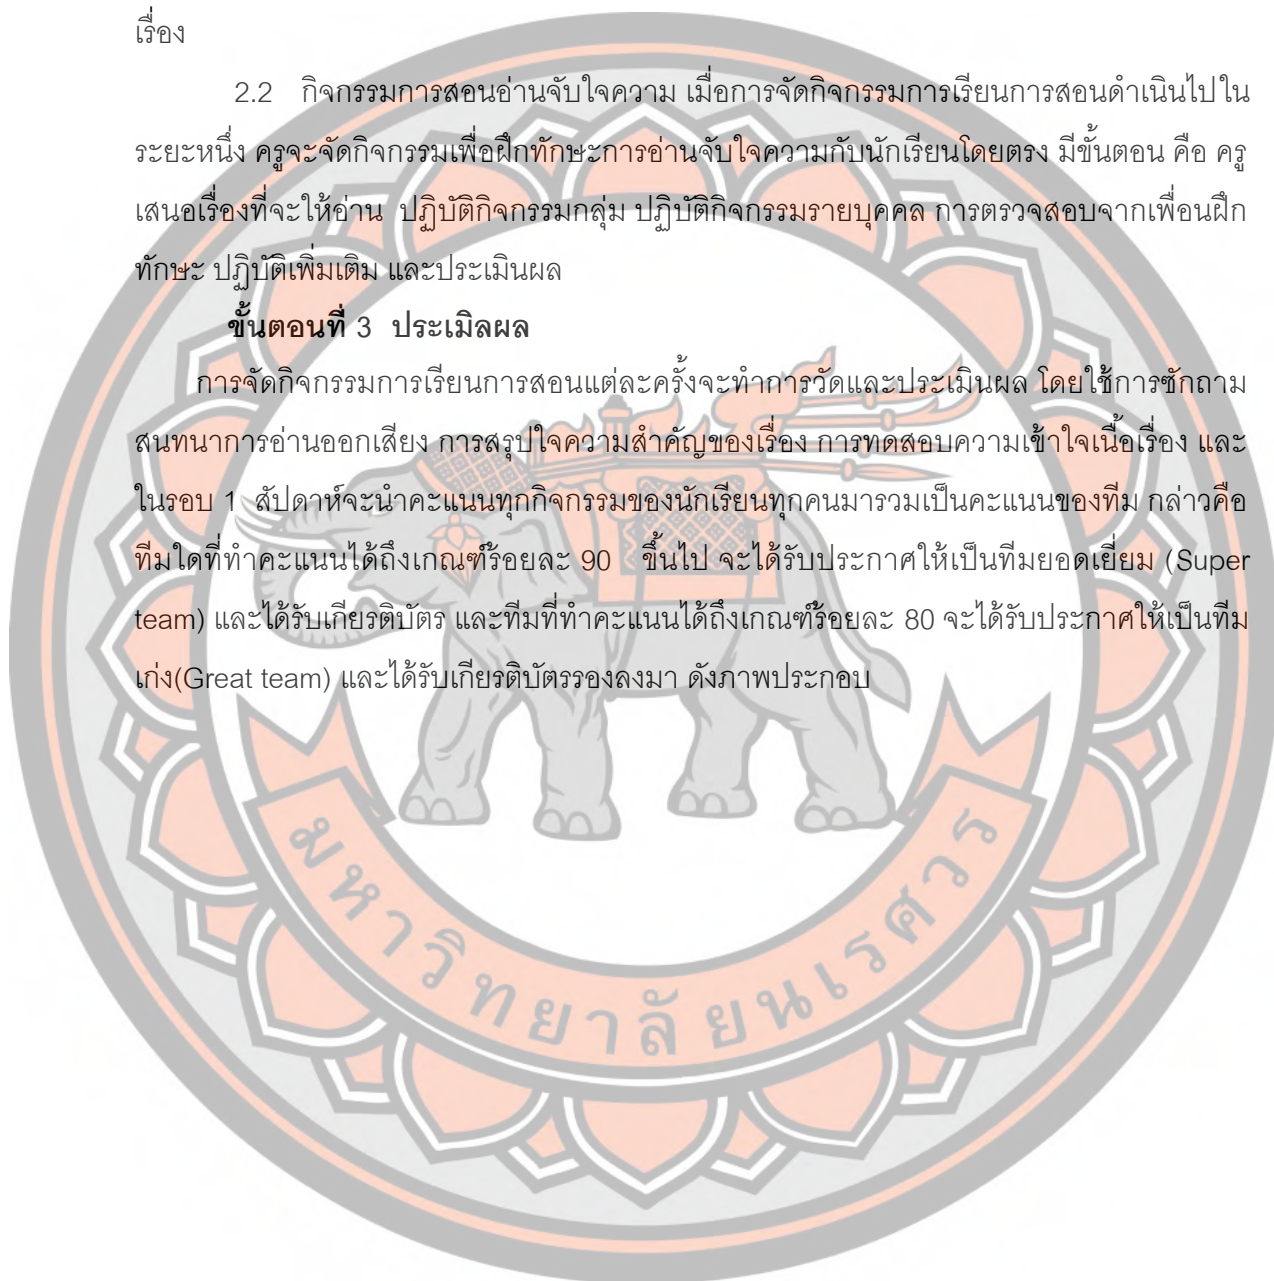 เรื่อง
2.2 กิจกรรมการสอนอ่านจับใจความ เมื่อการจัดกิจกรรมการเรียนการสอนดำเนินไปใน
ระยะหนึ่ง ครูจะจัดกิจกรรมเพื่อฝึกทักษะการอ่านจับใจความกับนักเรียนโดยตรง มีขั้นตอน คือ ครู
เสนอเรื่องที่จะให้อ่าน ปฏิบัติกิจกรรมกลุ่ม ปฏิบัติกิจกรรมรายบุคคล การตรวจสอบจากเพื่อนฝึก
ทักษะ ปฏิบัติเพิ่มเติม และประเมินผล
ขั้นตอนที่ 3 ประเมิลผล
การจัดกิจกรรมการเรียนการสอนแต่ละครั้งจะทำการวัดและประเมินผล โดยใช้การซักถาม
สนทนาการอ่านออกเสียง การสรุปใจความสำคัญของเรื่อง การทดสอบความเข้าใจเนื้อเรื่อง และ
ในรอบ 1 สัปดาห์จะนำคะแนนทุกกิจกรรมของนักเรียนทุกคนมารวมเป็นคะแนนของทีม กล่าวคือ
ทีมใดที่ทำคะแนนได้ถึงเกณฑ์ร้อยละ 90 ขึ้นไป จะได้รับประกาศให้เป็นทีมยอดเยี่ยม (Super
team) และได้รับเกียรติบัตร และทีมที่ทำคะแนนได้ถึงเกณฑ์ร้อยละ 80 จะได้รับประกาศให้เป็นทีม
เก่ง(Great team) และได้รับเกียรติบัตรรองลงมา ดังภาพประกอบ
มหาวิทยาลัยนเรศวร